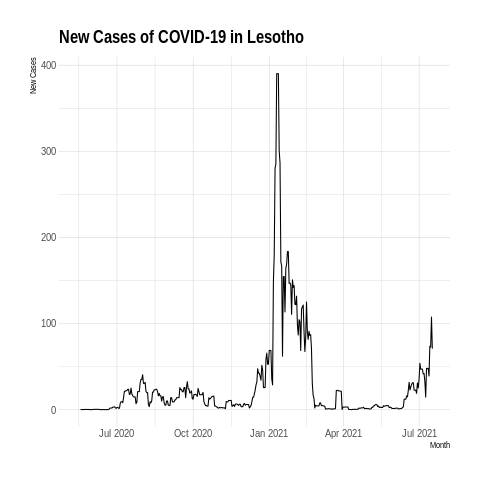 New Cases of COVID-19 in Lesotho
New Cases
400
300
200
100
0
Jul 2020 Oct 2020 Jan 2021 Apr 2021 Jul 2021
Month